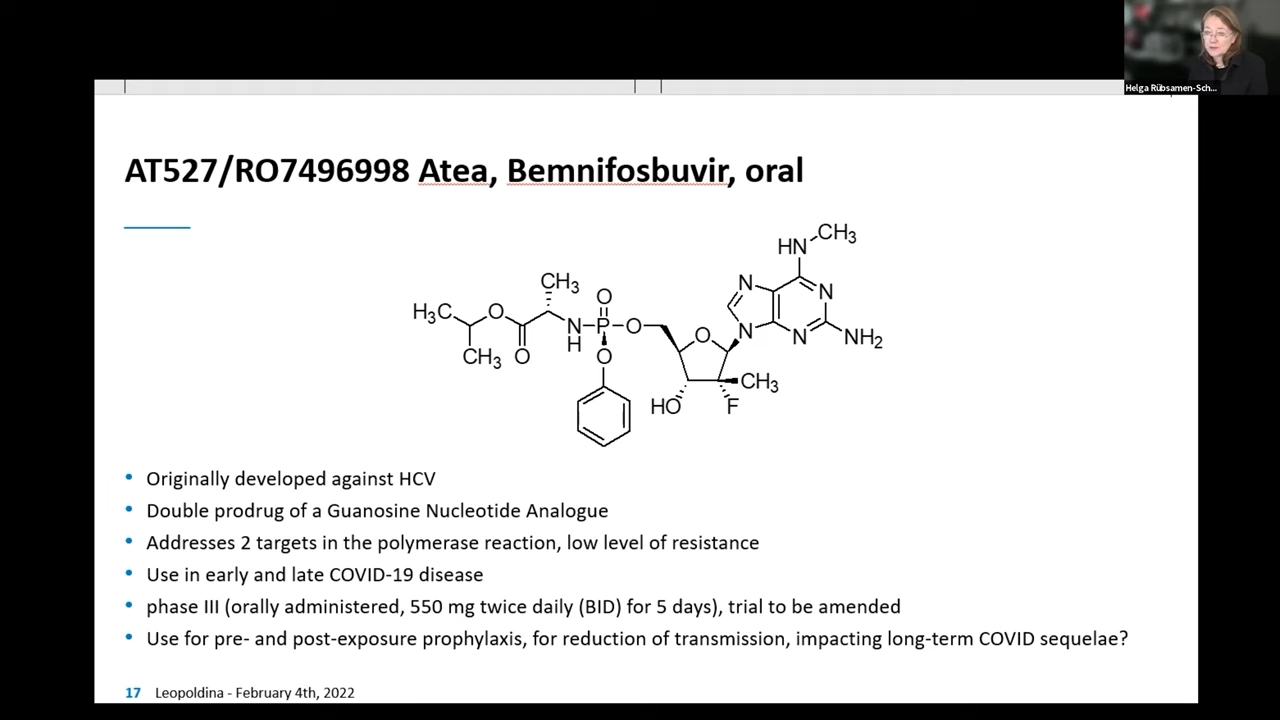 Helga Rübsamen-Sch...
AT527/RO7496998 Atea, Bemnifosbuvir, oral
HN CH3
CH3 O N N
H3C O N P O O N N NH2
H
CH3 O O CH3
HO F
• Originally developed against HCV
• Double prodrug of a Guanosine Nucleotide Analogue
• Addresses 2 targets in the polymerase reaction, low level of resistance
• Use in early and late COVID-19 disease
• phase III (orally administered, 550 mg twice daily (BID) for 5 days), trial to be amended
• Use for pre- and post-exposure prophylaxis, for reduction of transmission, impacting long-term COVID sequelae?
17 Leopoldina - February 4th, 2022